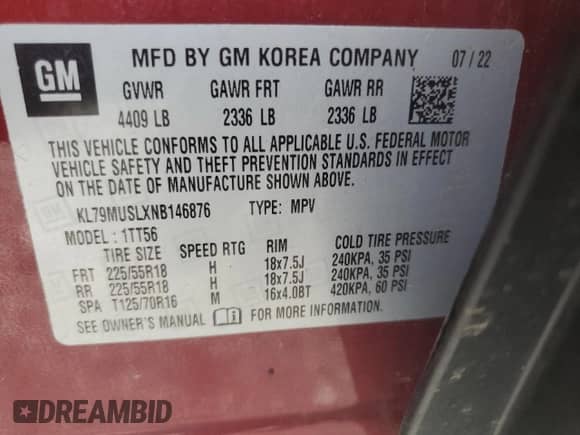 GM
MFD BY GM KOREA COMPANY 07/22
GVWR GAWR FRT GAWR RR
4409 LB 2336 LB 2336 LB
THIS VEHICLE CONFORMS TO ALL APPLICABLE U.S. FEDERAL MOTOR
VEHICLE SAFETY AND THEFT PREVENTION STANDARDS IN EFFECT
ON THE DATE OF MANUFACTURE SHOWN ABOVE.
KL79MUSLXNB146876 TYPE: MPV
MODEL: 1TT56
TIRE SIZE SPEED RTG RIM COLD TIRE PRESSURE
FRT 225/55R18 H 18x7.5J 240KPA, 35 PSI
RR 225/55R18 H 18x7.5J 240KPA, 35 PSI
SPA T125/70R16 M 16x4.0BT 420KPA, 60 PSI
SEE OWNER'S MANUAL FOR MORE INFORMATION.
DREAMBID